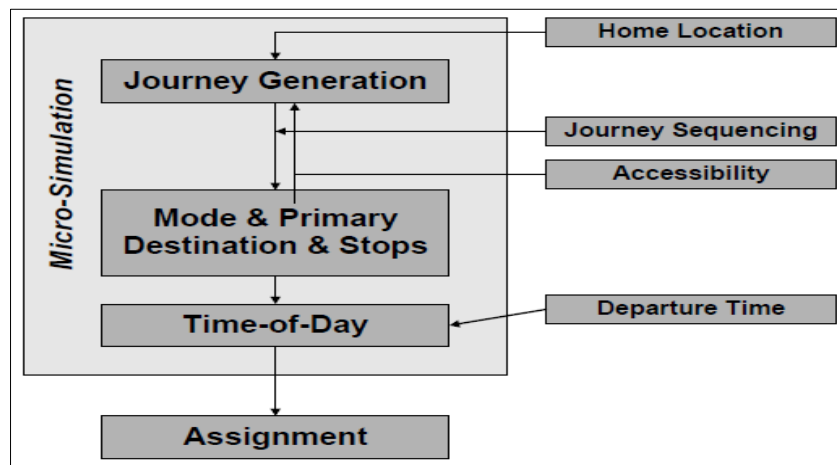 Home Location
Journey Generation
Journey Sequencing
Accessibility
Micro-Simulation
Mode & Primary
Destination & Stops
Departure Time
Time-of-Day
Assignment